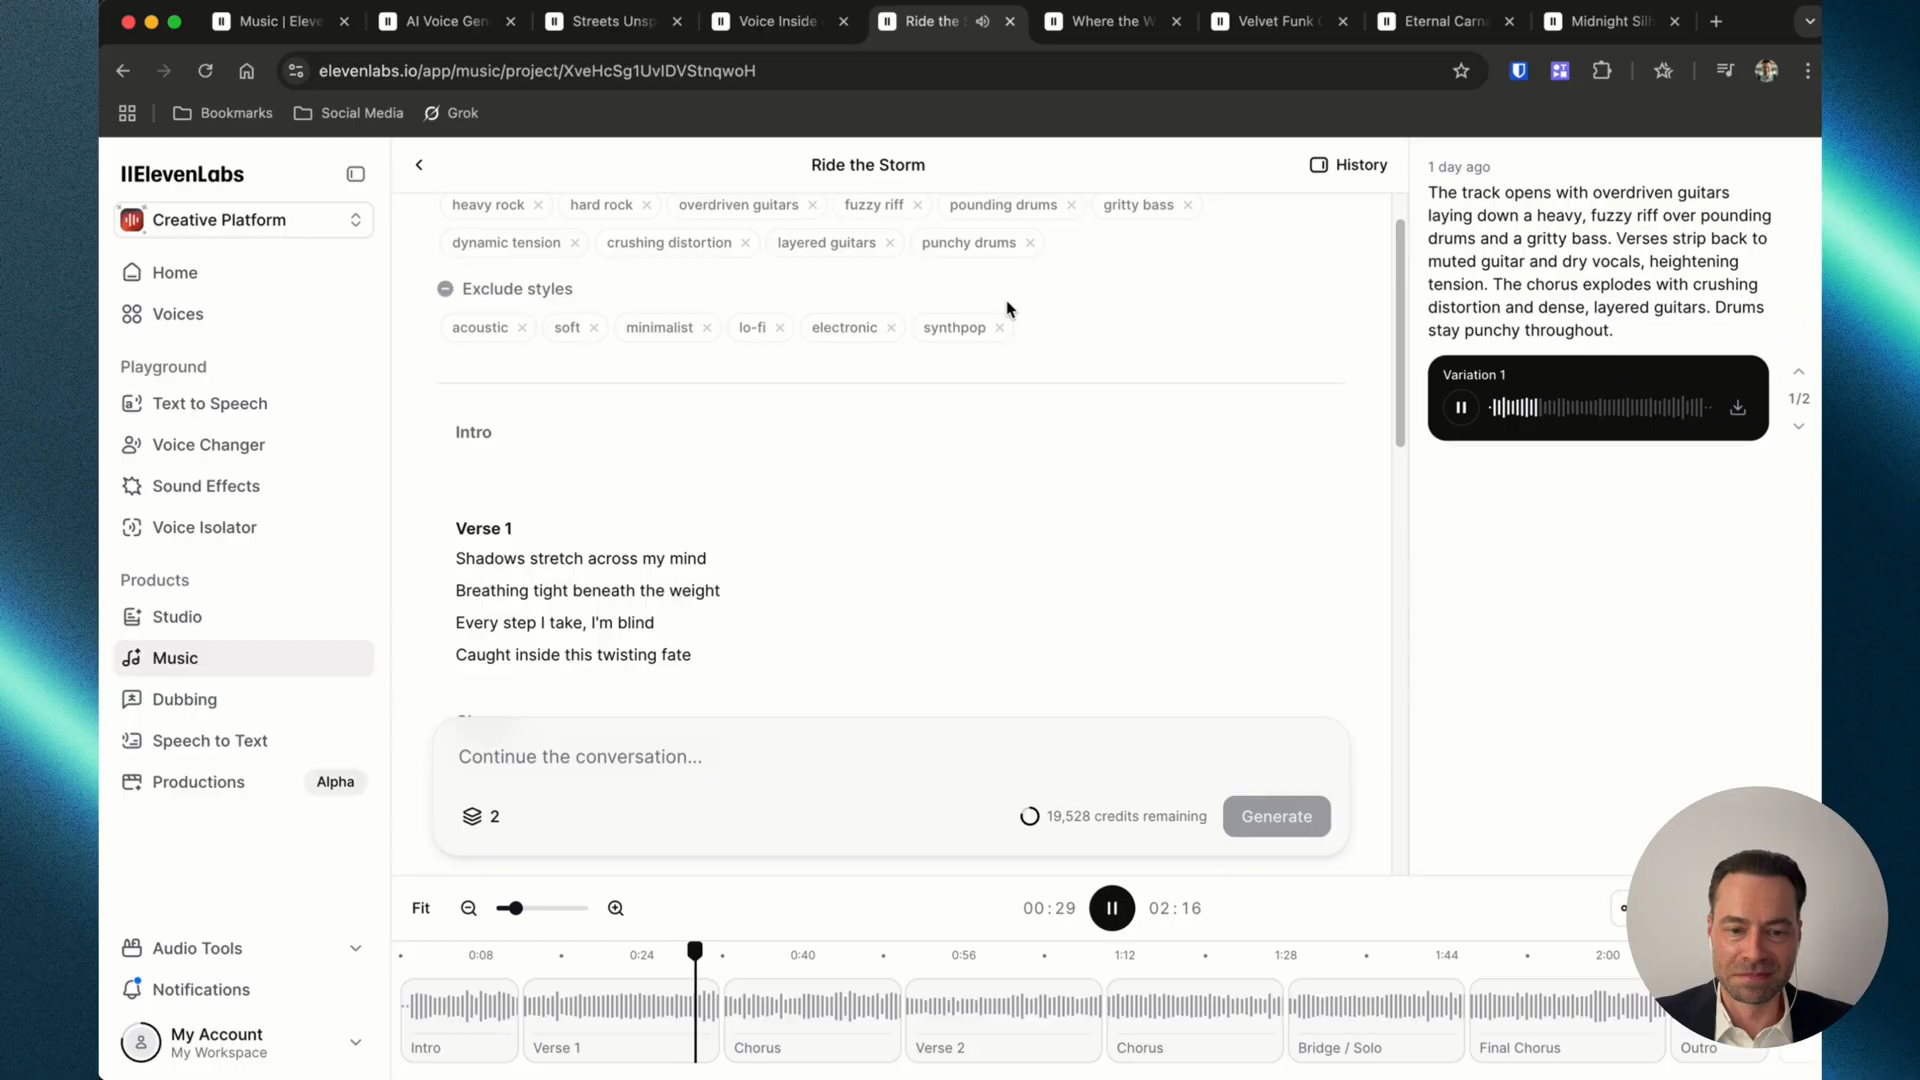 Music | Eleve
AI Voice Gen
Streets Unsp
Voice Inside
Ride the S
Where the W
Velvet Funk
Eternal Carna
Midnight Silh
elevenlabs.io/app/music/project/XveHcSg1UvIDVStnqwoH
Bookmarks
Social Media
Grok
IIElevenLabs
Creative Platform
Home
Voices
Playground
Text to Speech
Voice Changer
Sound Effects
Voice Isolator
Products
Studio
Music
Dubbing
Speech to Text
Productions
Alpha
Audio Tools
Notifications
My Account
My Workspace
Ride the Storm
History
heavy rock
hard rock
overdriven guitars
fuzzy riff
pounding drums
gritty bass
dynamic tension
crushing distortion
layered guitars
punchy drums
Exclude styles
acoustic
soft
minimalist
lo-fi
electronic
synthpop
Intro
Verse 1
Shadows stretch across my mind
Breathing tight beneath the weight
Every step I take, I'm blind
Caught inside this twisting fate
Continue the conversation...
2
19,528 credits remaining
Generate
1 day ago
The track opens with overdriven guitars
laying down a heavy, fuzzy riff over pounding
drums and a gritty bass. Verses strip back to
muted guitar and dry vocals, heightening
tension. The chorus explodes with crushing
distortion and dense, layered guitars. Drums
stay punchy throughout.
Variation 1
1/2
Fit
00:29
02:16
0:08
0:24
0:40
0:56
1:12
1:28
1:44
2:00
Intro
Verse 1
Chorus
Verse 2
Chorus
Bridge / Solo
Final Chorus
Outro